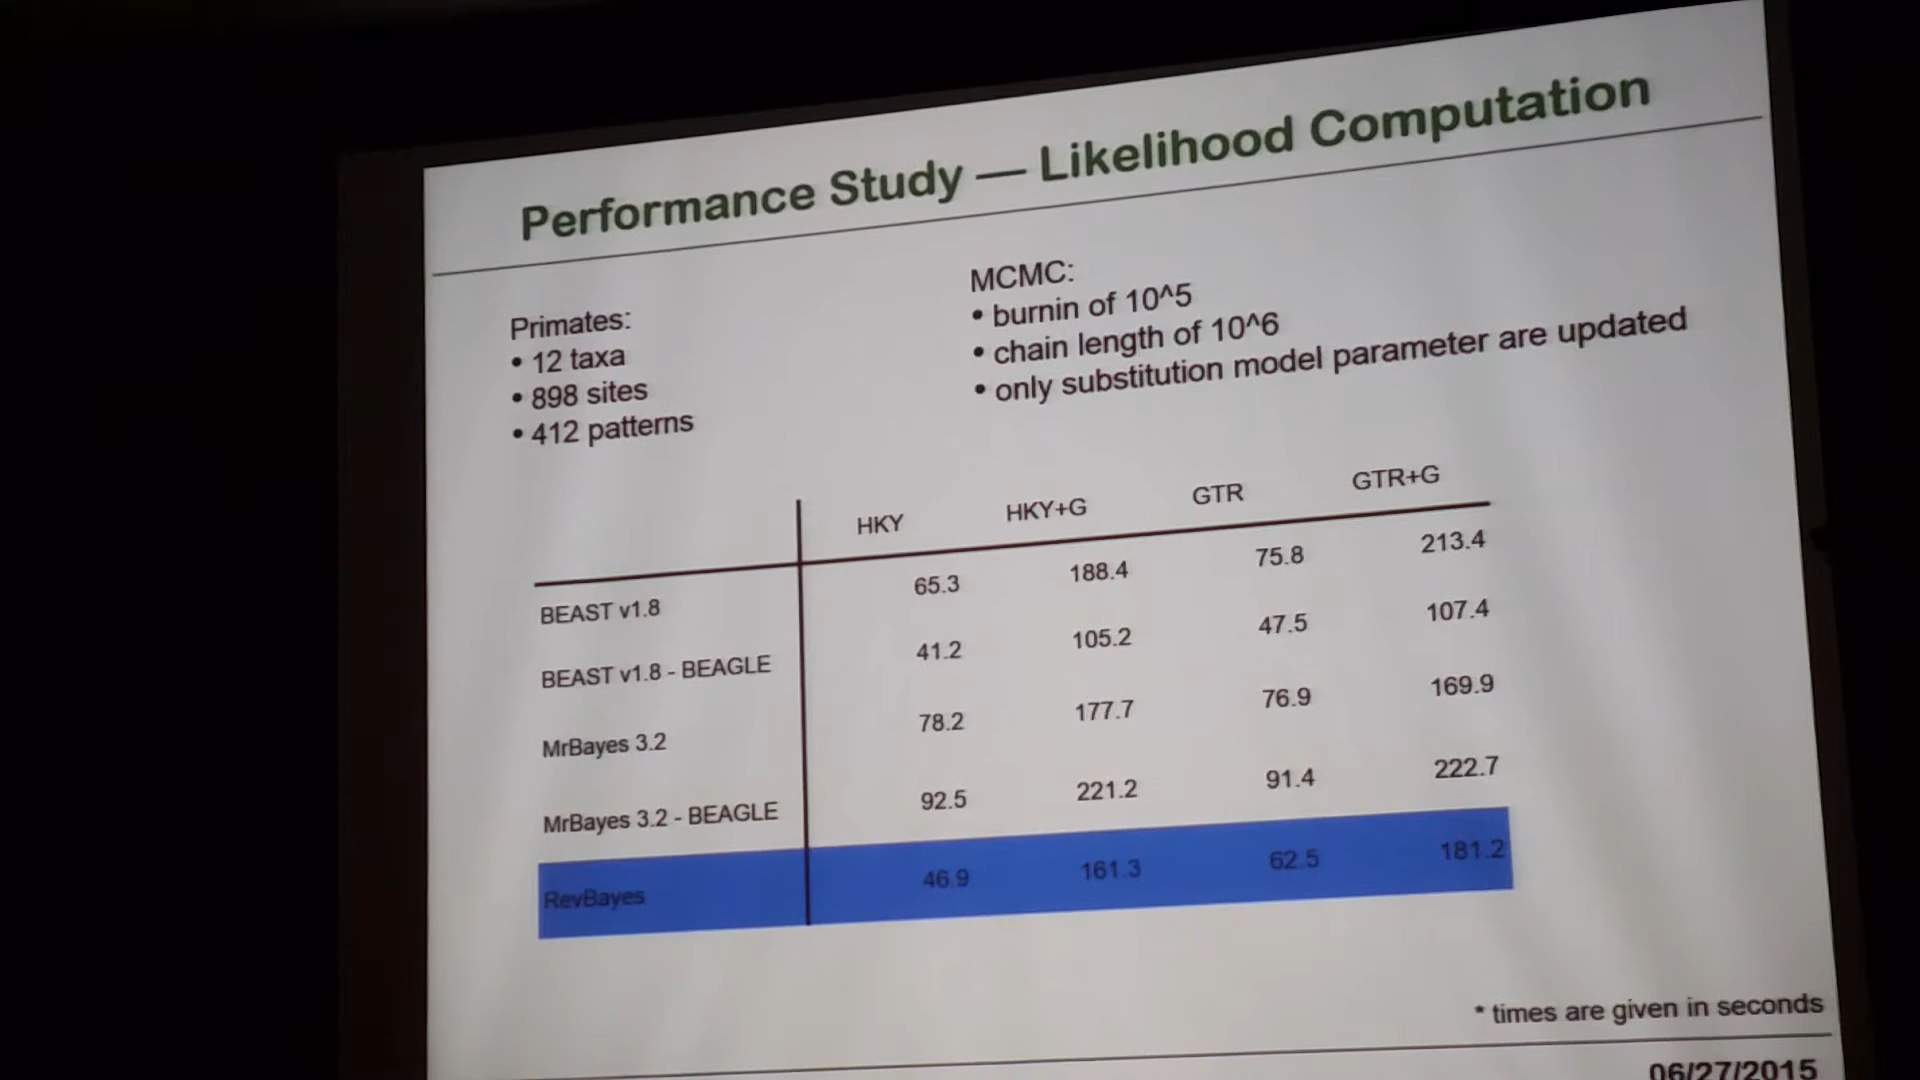 Performance Study — Likelihood Computation
Primates:
• 12 taxa
• 898 sites
• 412 patterns
MCMC:
• burnin of 10^5
• chain length of 10^6
• only substitution model parameter are updated
HKY HKY+G GTR GTR+G
BEAST v1.8 65.3 188.4 75.8 213.4
BEAST v1.8 - BEAGLE 41.2 105.2 47.5 107.4
MrBayes 3.2 78.2 177.7 76.9 169.9
MrBayes 3.2 - BEAGLE 92.5 221.2 91.4 222.7
RevBayes 46.9 161.3 62.5 181.2
* times are given in seconds
06/27/2015